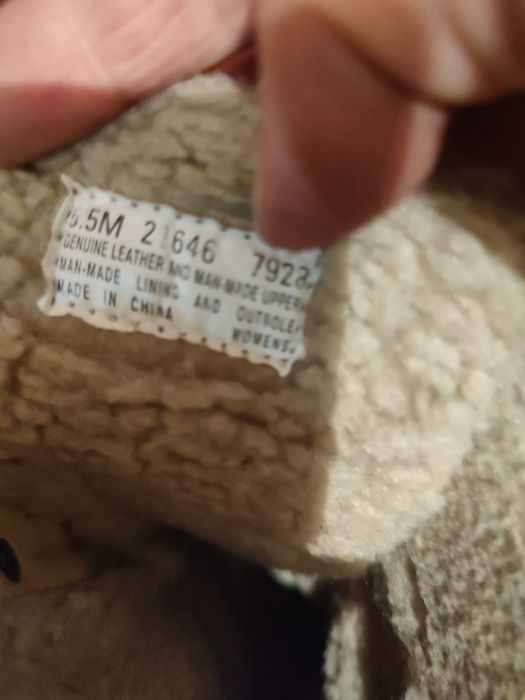 5.5M 2 646 7928
GENUINE LEATHER AND MAN-MADE UPPER
MAN-MADE LINING AND OUTSOLE
MADE IN CHINA
WOMENS